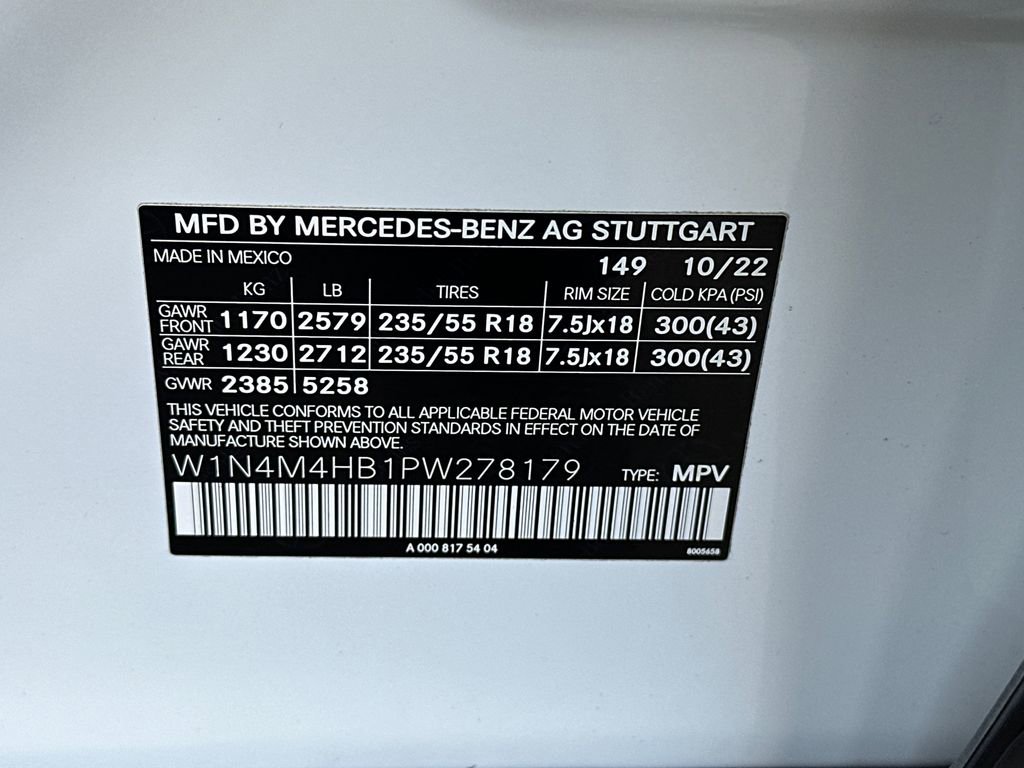 MFD BY MERCEDES-BENZ AG STUTTGART
MADE IN MEXICO 149 10/22
KG LB TIRES RIM SIZE COLD KPA (PSI)
GAWR FRONT 1170 2579 235/55 R18 7.5Jx18 300(43)
GAWR REAR 1230 2712 235/55 R18 7.5Jx18 300(43)
GVWR 2385 5258
THIS VEHICLE CONFORMS TO ALL APPLICABLE FEDERAL MOTOR VEHICLE
SAFETY AND THEFT PREVENTION STANDARDS IN EFFECT ON THE DATE OF
MANUFACTURE SHOWN ABOVE.
W1N4M4HB1PW278179 TYPE: MPV
A 000 817 54 04 8005658